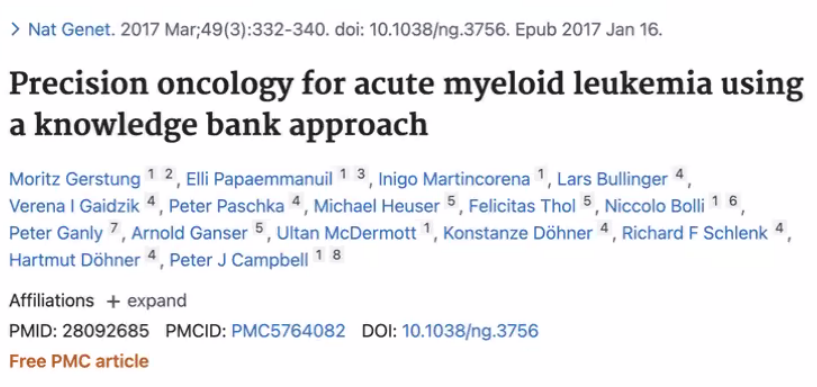 > Nat Genet. 2017 Mar;49(3):332-340. doi: 10.1038/ng.3756. Epub 2017 Jan 16.
Precision oncology for acute myeloid leukemia using
a knowledge bank approach
Moritz Gerstung 1 2, Elli Papaemmanuil 1 3, Inigo Martincorena 1, Lars Bullinger 4,
Verena I Gaidzik 4, Peter Paschka 4, Michael Heuser 5, Felicitas Thol 5, Niccolo Bolli 1 6,
Peter Ganly 7, Arnold Ganser 5, Ultan McDermott 1, Konstanze Döhner 4, Richard F Schlenk 4,
Hartmut Döhner 4, Peter J Campbell 1 8
Affiliations + expand
PMID: 28092685 PMCID: PMC5764082 DOI: 10.1038/ng.3756
Free PMC article